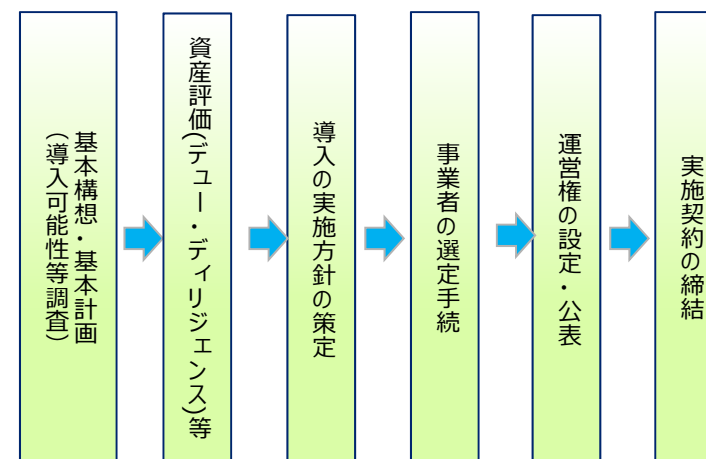 基本構想・基本計画
（導入可能性等調査）
資産評価(デュー・ディリジェンス)等
導入の実施方針の策定
事業者の選定手続
運営権の設定・公表
実施契約の締結